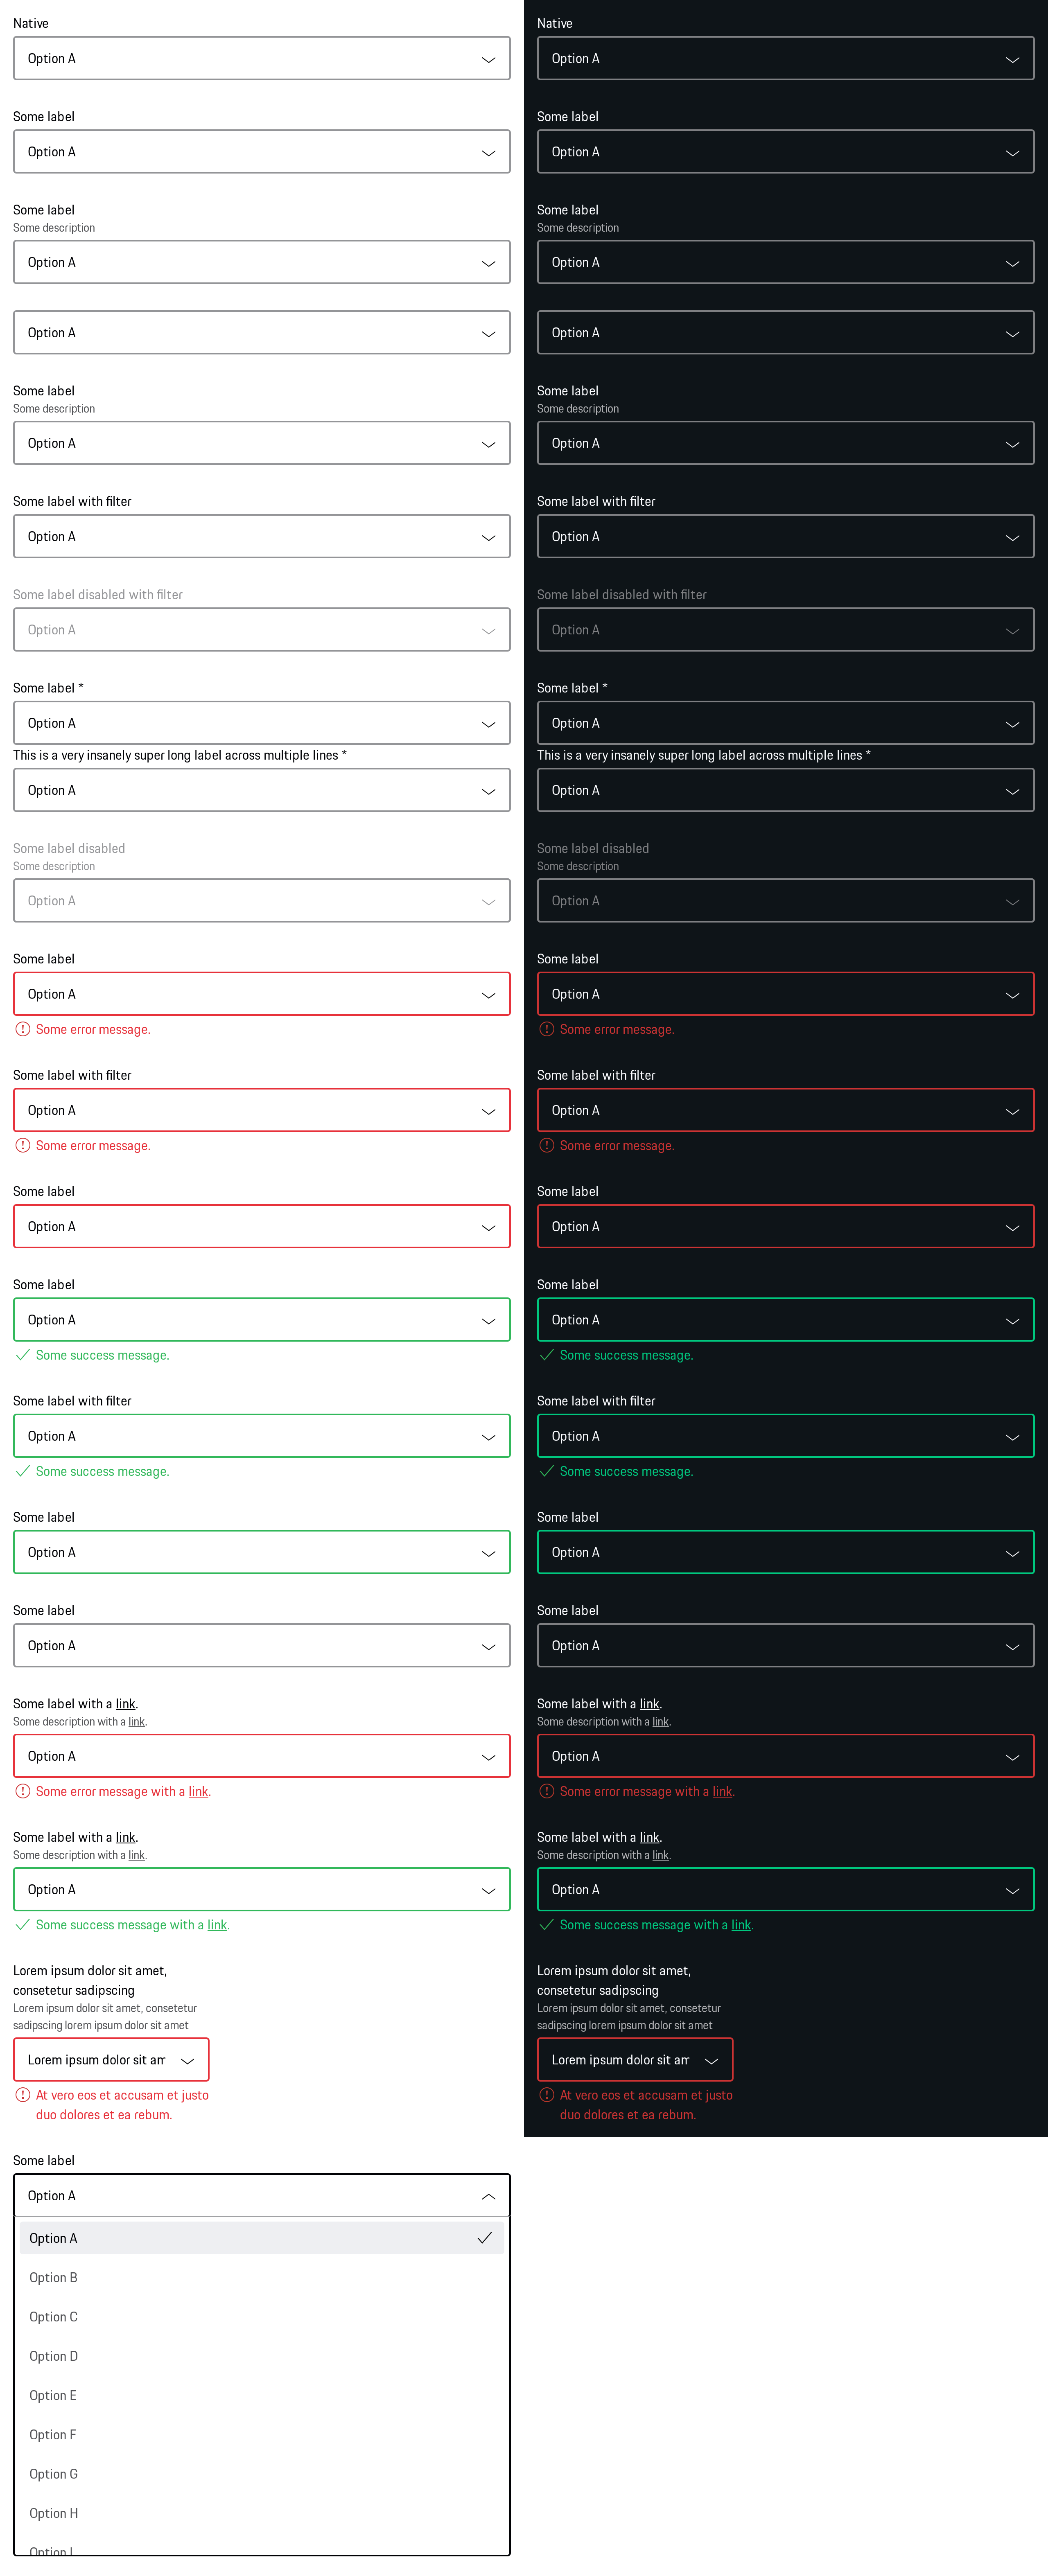 Native
Option A
Some label
Option A
Some label
Some description
Option A
Option A
Some label
Some description
Option A
Some label with filter
Option A
Some label disabled with filter
Option A
Some label *
Option A
This is a very insanely super long label across multiple lines *
Option A
Some label disabled
Some description
Option A
Some label
Option A
Some error message.
Some label with filter
Option A
Some error message.
Some label
Option A
Some label
Option A
Some success message.
Some label with filter
Option A
Some success message.
Some label
Option A
Some label
Option A
Some label with a link.
Some description with a link.
Option A
Some error message with a link.
Some label with a link.
Some description with a link.
Option A
Some success message with a link.
Lorem ipsum dolor sit amet,
consetetur sadipscing
Lorem ipsum dolor sit amet, consetetur
sadipscing lorem ipsum dolor sit amet
Lorem ipsum dolor sit am
At vero eos et accusam et justo
duo dolores et ea rebum.
Some label
Option A
Option A
Option B
Option C
Option D
Option E
Option F
Option G
Option H
Option I
Native
Option A
Some label
Option A
Some label
Some description
Option A
Option A
Some label
Some description
Option A
Some label with filter
Option A
Some label disabled with filter
Option A
Some label *
Option A
This is a very insanely super long label across multiple lines *
Option A
Some label disabled
Some description
Option A
Some label
Option A
Some error message.
Some label with filter
Option A
Some error message.
Some label
Option A
Some label
Option A
Some success message.
Some label with filter
Option A
Some success message.
Some label
Option A
Some label
Option A
Some label with a link.
Some description with a link.
Option A
Some error message with a link.
Some label with a link.
Some description with a link.
Option A
Some success message with a link.
Lorem ipsum dolor sit amet,
consetetur sadipscing
Lorem ipsum dolor sit amet, consetetur
sadipscing lorem ipsum dolor sit amet
Lorem ipsum dolor sit am
At vero eos et accusam et justo
duo dolores et ea rebum.